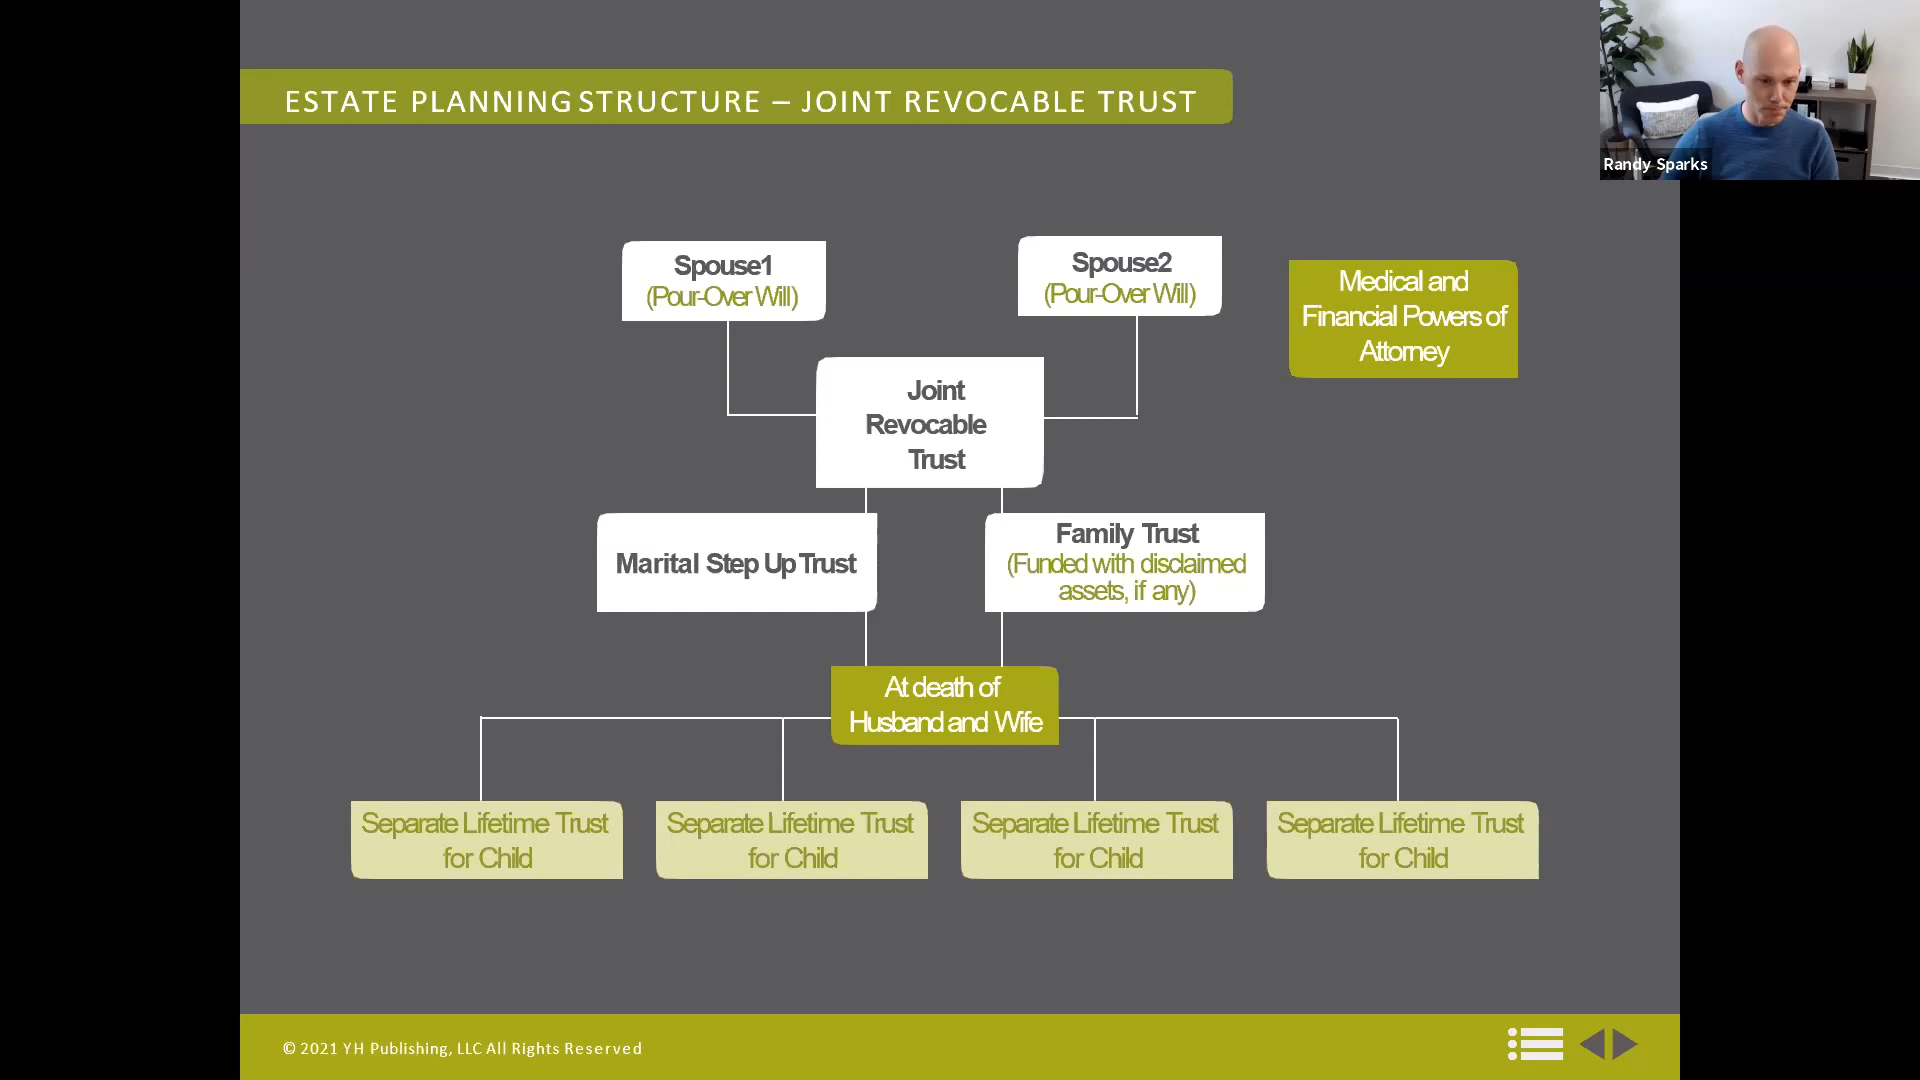 ESTATE PLANNING STRUCTURE – JOINT REVOCABLE TRUST
Randy Sparks
Spouse1
(Pour-Over Will)
Spouse2
(Pour-Over Will)
Medical and
Financial Powers of
Attorney
Joint
Revocable
Trust
Marital Step Up Trust
Family Trust
(Funded with disclaimed
assets, if any)
At death of
Husband and Wife
Separate Lifetime Trust
for Child
Separate Lifetime Trust
for Child
Separate Lifetime Trust
for Child
Separate Lifetime Trust
for Child
© 2021 YH Publishing, LLC All Rights Reserved